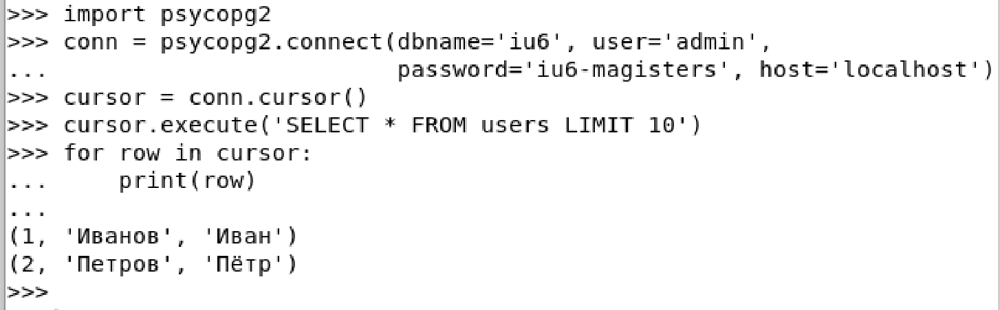 >>> import psycopg2
>>> conn = psycopg2.connect(dbname='iu6', user='admin',
...                         password='iu6-magisters', host='localhost')
>>> cursor = conn.cursor()
>>> cursor.execute('SELECT * FROM users LIMIT 10')
>>> for row in cursor:
...     print(row)
...
(1, 'Иванов', 'Иван')
(2, 'Петров', 'Пётр')
>>>